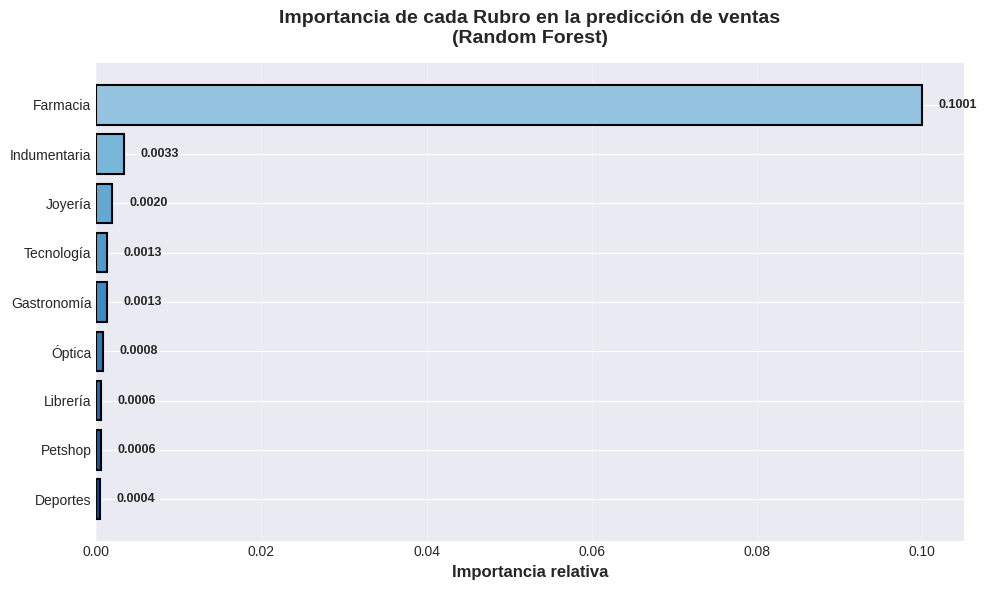 Importancia de cada Rubro en la predicción de ventas
(Random Forest)
Farmacia 0.1001
Indumentaria 0.0033
Joyería 0.0020
Tecnología 0.0013
Gastronomía 0.0013
Óptica 0.0008
Librería 0.0006
Petshop 0.0006
Deportes 0.0004
0.00 0.02 0.04 0.06 0.08 0.10
Importancia relativa